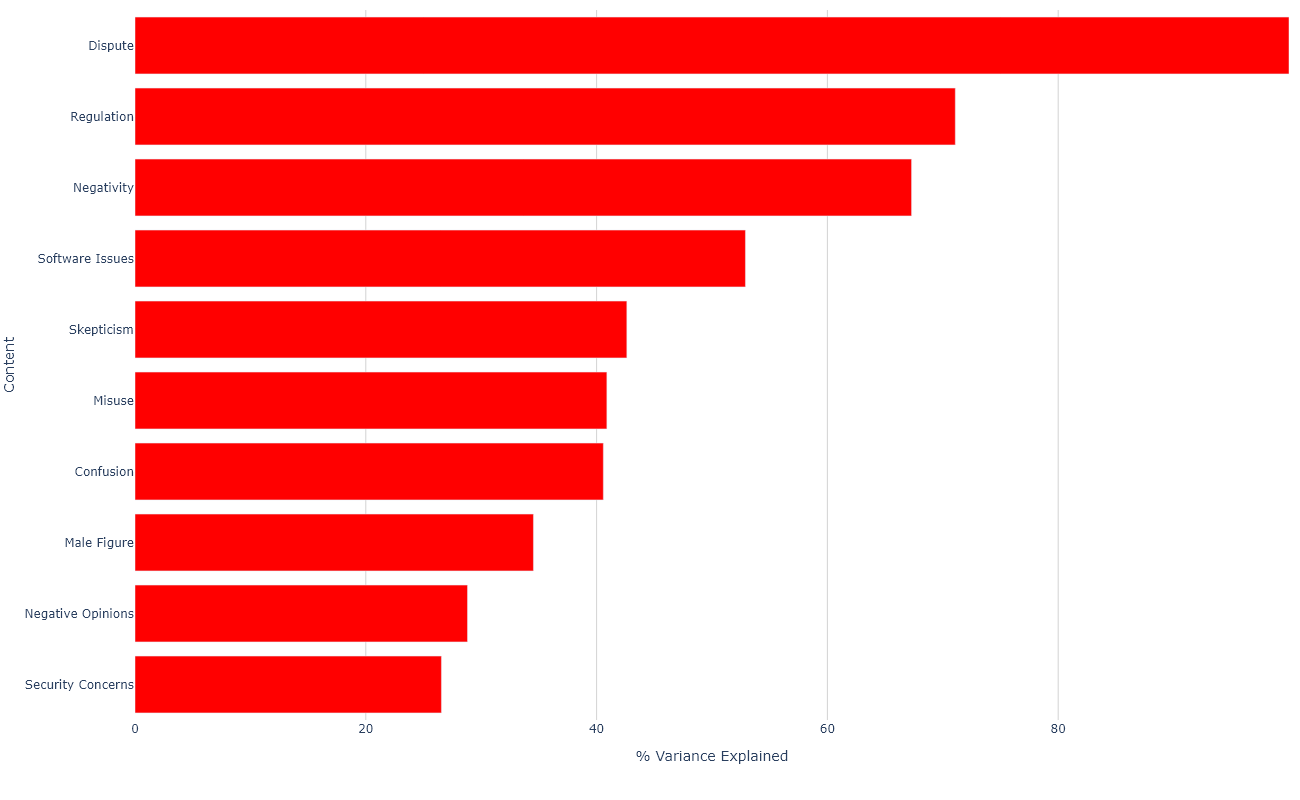 Dispute
Regulation
Negativity
Software Issues
Skepticism
Misuse
Confusion
Male Figure
Negative Opinions
Security Concerns
Content
0 20 40 60 80
% Variance Explained